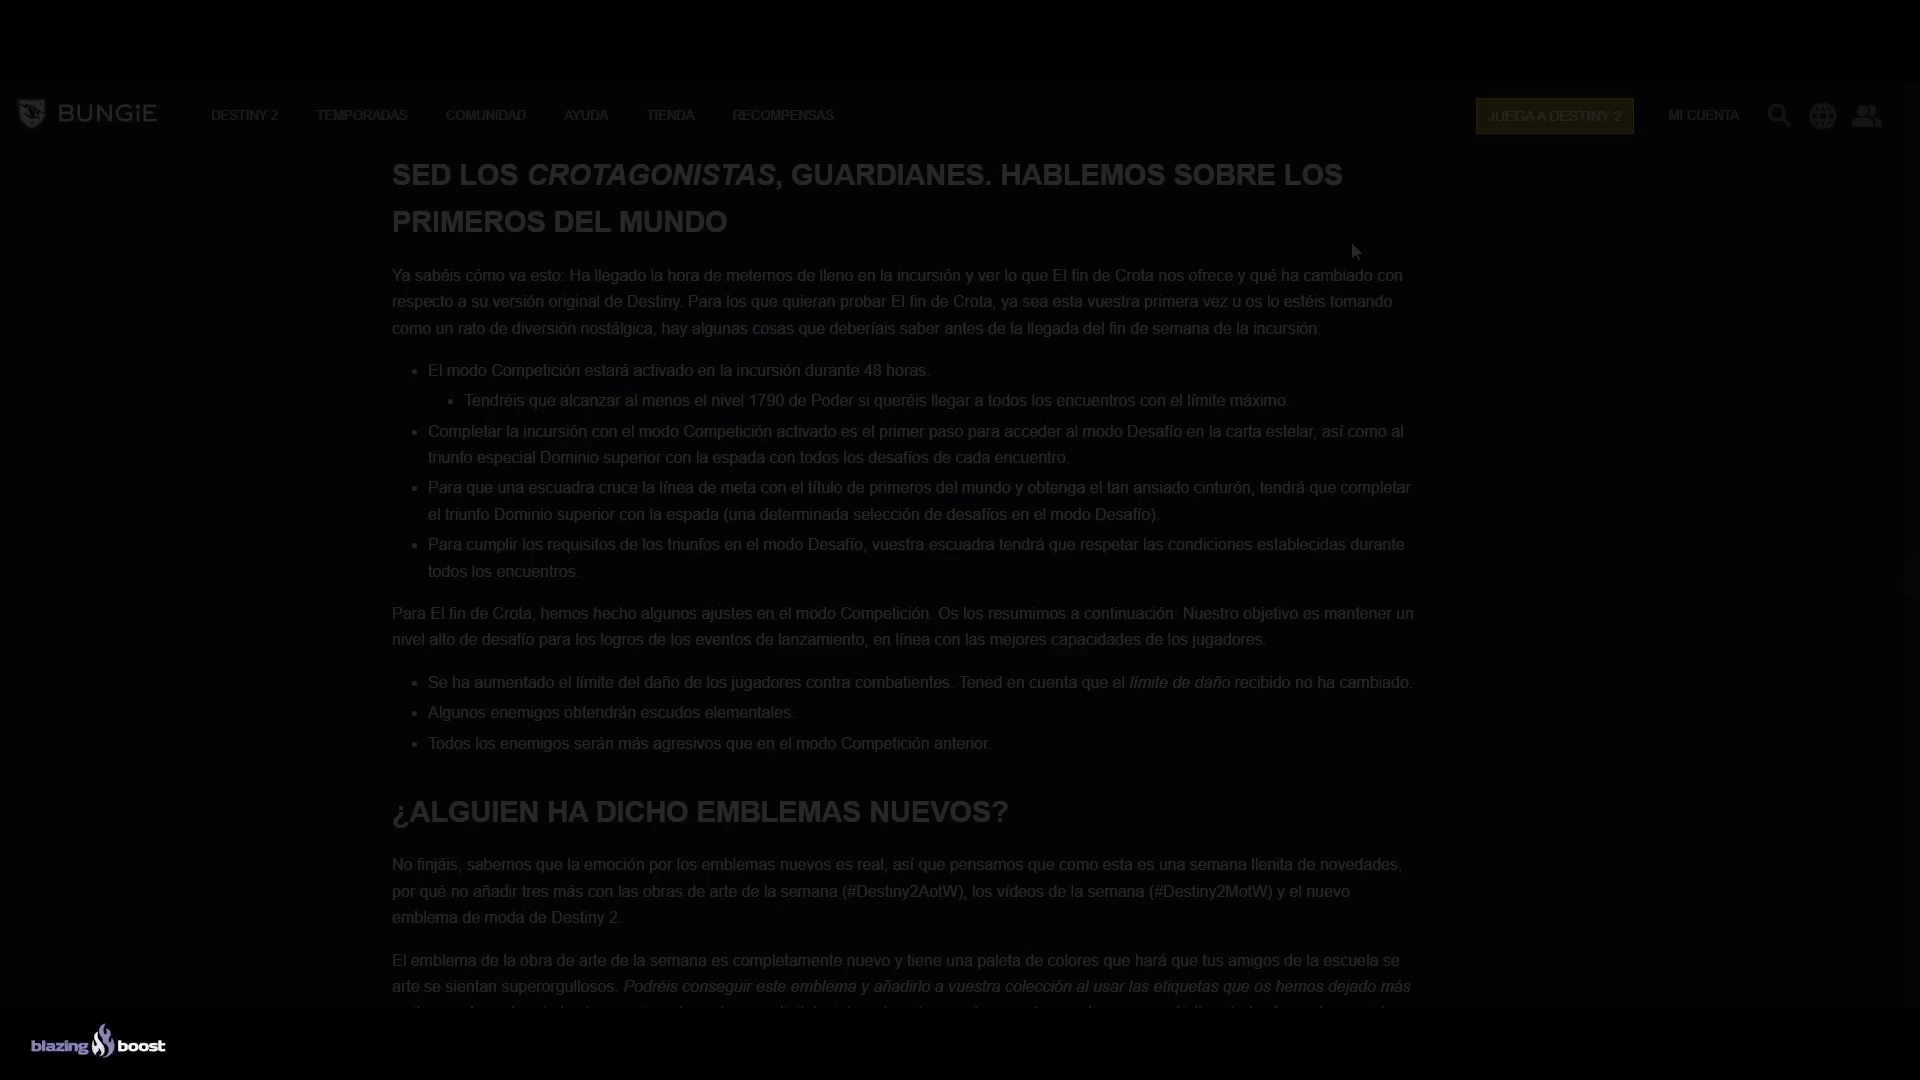 BUNGiE DESTINY 2 TEMPORADAS COMUNIDAD AYUDA TIENDA RECOMPENSAS JUEGA A DESTINY 2 MI CUENTA
SED LOS CROTAGONISTAS, GUARDIANES. HABLEMOS SOBRE LOS
PRIMEROS DEL MUNDO
Ya sabéis cómo va esto: Ha llegado la hora de meternos de lleno en la incursión y ver lo que El fin de Crota nos ofrece y qué ha cambiado con
respecto a su versión original de Destiny. Para los que quieran probar El fin de Crota, ya sea esta vuestra primera vez u os lo estéis tomando
como un rato de diversión nostálgica, hay algunas cosas que deberíais saber antes de la llegada del fin de semana de la incursión:
• El modo Competición estará activado en la incursión durante 48 horas.
• Tendréis que alcanzar al menos el nivel 1790 de Poder si queréis llegar a todos los encuentros con el límite máximo.
• Completar la incursión con el modo Competición activado es el primer paso para acceder al modo Desafío en la carta estelar, así como al
triunfo especial Dominio superior con la espada con todos los desafíos de cada encuentro.
• Para que una escuadra cruce la línea de meta con el título de primeros del mundo y obtenga el tan ansiado cinturón, tendrá que completar
el triunfo Dominio superior con la espada (una determinada selección de desafíos en el modo Desafío).
• Para cumplir los requisitos de los triunfos en el modo Desafío, vuestra escuadra tendrá que respetar las condiciones establecidas durante
todos los encuentros.
Para El fin de Crota, hemos hecho algunos ajustes en el modo Competición. Os los resumimos a continuación: Nuestro objetivo es mantener un
nivel alto de desafío para los logros de los eventos de lanzamiento, en línea con las mejores capacidades de los jugadores.
• Se ha aumentado el límite del daño de los jugadores contra combatientes. Tened en cuenta que el límite de daño recibido no ha cambiado.
• Algunos enemigos obtendrán escudos elementales.
• Todos los enemigos serán más agresivos que en el modo Competición anterior.
¿ALGUIEN HA DICHO EMBLEMAS NUEVOS?
No finjáis, sabemos que la emoción por los emblemas nuevos es real, así que pensamos que como esta es una semana llenita de novedades,
por qué no añadir tres más con las obras de arte de la semana (#Destiny2AotW), los vídeos de la semana (#Destiny2MotW) y el nuevo
emblema de moda de Destiny 2.
El emblema de la obra de arte de la semana es completamente nuevo y tiene una paleta de colores que hará que tus amigos de la escuela se
arte se sientan superorgullosos. Podréis conseguir este emblema y añadirlo a vuestra colección al usar las etiquetas que os hemos dejado más
blazing boost